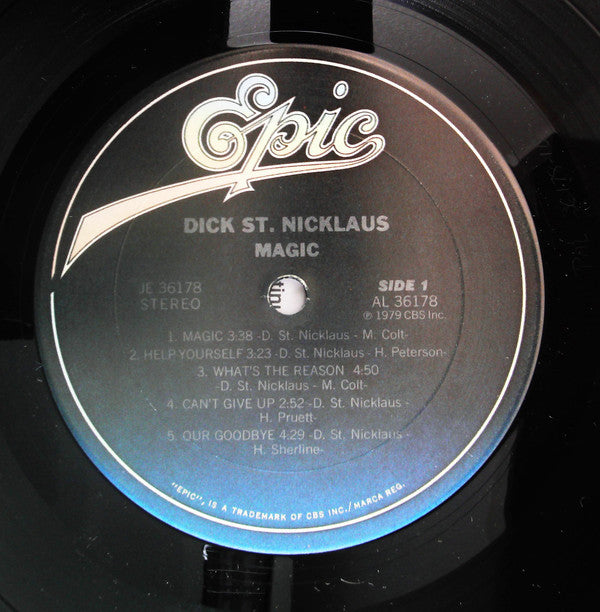 Epic
DICK ST. NICKLAUS
MAGIC
JE 36178
STEREO
SIDE 1
AL 36178
℗ 1979 CBS Inc.
1. MAGIC 3:38 -D. St. Nicklaus - M. Colt-
2. HELP YOURSELF 3:23 -D. St. Nicklaus - H. Peterson-
3. WHAT'S THE REASON 4:50
-D. St. Nicklaus - M. Colt-
4. CAN'T GIVE UP 2:52 -D. St. Nicklaus -
H. Pruett-
5. OUR GOODBYE 4:29 -D. St. Nicklaus -
H. Sherline-
"EPIC", IS A TRADEMARK OF CBS INC./MARCA REG.